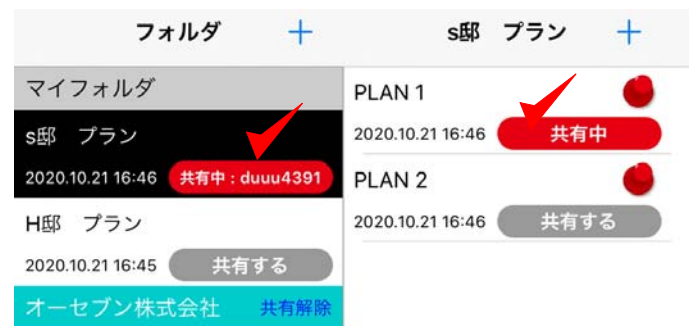 フォルダ ＋
マイフォルダ
s邸　プラン
2020.10.21 16:46 共有中：duuu4391
H邸　プラン
2020.10.21 16:45 共有する
オーセブン株式会社 共有解除
s邸　プラン ＋
PLAN 1
2020.10.21 16:46 共有中
PLAN 2
2020.10.21 16:46 共有する